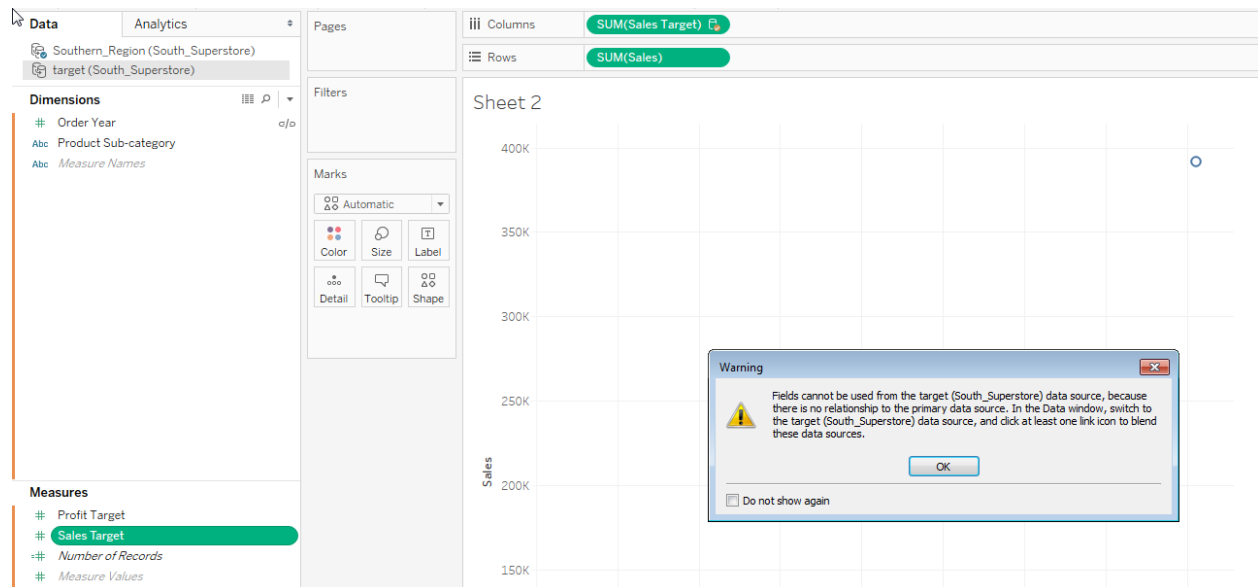 Data Analytics
Southern_Region (South_Superstore)
target (South_Superstore)
Dimensions
# Order Year
Abc Product Sub-category
Abc Measure Names
Measures
# Profit Target
# Sales Target
=# Number of Records
# Measure Values
Pages
Filters
Marks
Automatic
Color Size Label
Detail Tooltip Shape
Columns SUM(Sales Target)
Rows SUM(Sales)
Sheet 2
400K
350K
300K
250K
200K
150K
Sales
Warning
Fields cannot be used from the target (South_Superstore) data source, because
there is no relationship to the primary data source. In the Data window, switch to
the target (South_Superstore) data source, and click at least one link icon to blend
these data sources.
OK
Do not show again